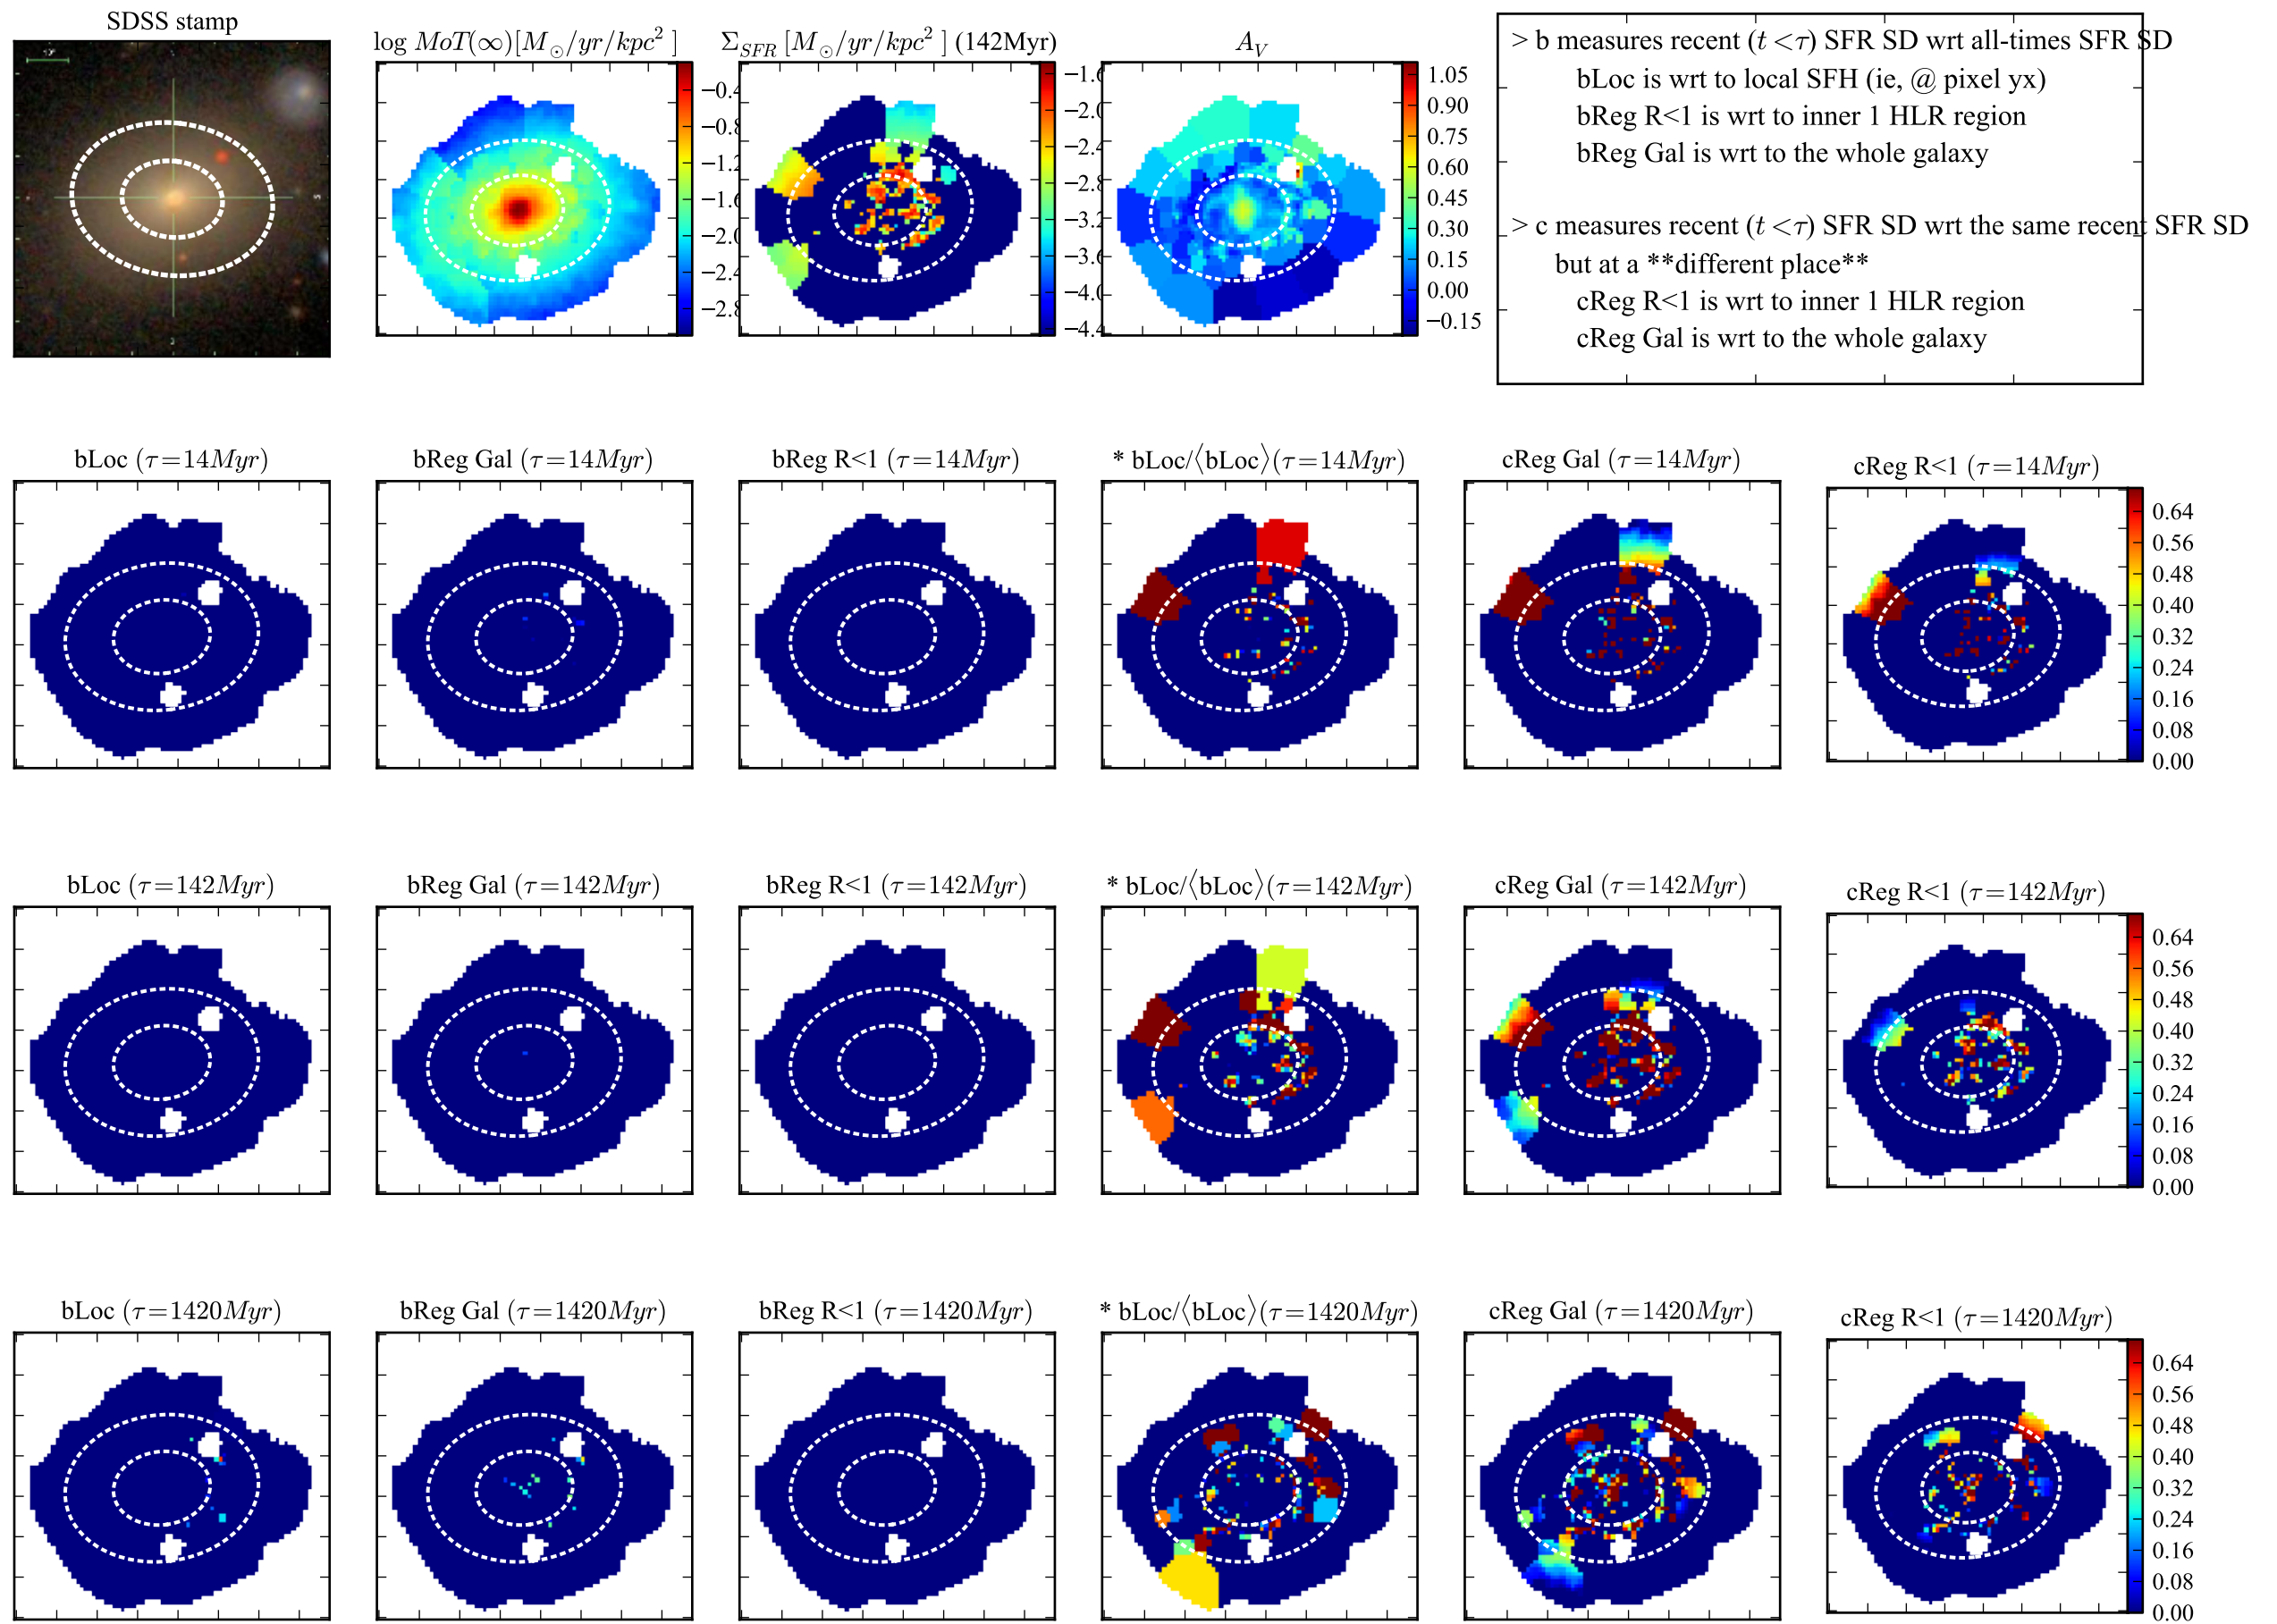 SDSS stamp
log MoT(∞)[M⊙/yr/kpc² ]
Σ_SFR [M⊙/yr/kpc² ] (142Myr)
A_V
−0.4
−0.8
−1.2
−1.6
−2.0
−2.4
−2.8
−1.6
−2.0
−2.4
−2.8
−3.2
−3.6
−4.0
−4.4
1.05
0.90
0.75
0.60
0.45
0.30
0.15
0.00
−0.15
> b measures recent (t <τ) SFR SD wrt all-times SFR SD
bLoc is wrt to local SFH (ie, @ pixel yx)
bReg R<1 is wrt to inner 1 HLR region
bReg Gal is wrt to the whole galaxy
> c measures recent (t <τ) SFR SD wrt the same recent SFR SD
but at a **different place**
cReg R<1 is wrt to inner 1 HLR region
cReg Gal is wrt to the whole galaxy
bLoc (τ=14Myr)
bReg Gal (τ=14Myr)
bReg R<1 (τ=14Myr)
* bLoc/⟨bLoc⟩(τ=14Myr)
cReg Gal (τ=14Myr)
cReg R<1 (τ=14Myr)
0.64
0.56
0.48
0.40
0.32
0.24
0.16
0.08
0.00
bLoc (τ=142Myr)
bReg Gal (τ=142Myr)
bReg R<1 (τ=142Myr)
* bLoc/⟨bLoc⟩(τ=142Myr)
cReg Gal (τ=142Myr)
cReg R<1 (τ=142Myr)
0.64
0.56
0.48
0.40
0.32
0.24
0.16
0.08
0.00
bLoc (τ=1420Myr)
bReg Gal (τ=1420Myr)
bReg R<1 (τ=1420Myr)
* bLoc/⟨bLoc⟩(τ=1420Myr)
cReg Gal (τ=1420Myr)
cReg R<1 (τ=1420Myr)
0.64
0.56
0.48
0.40
0.32
0.24
0.16
0.08
0.00